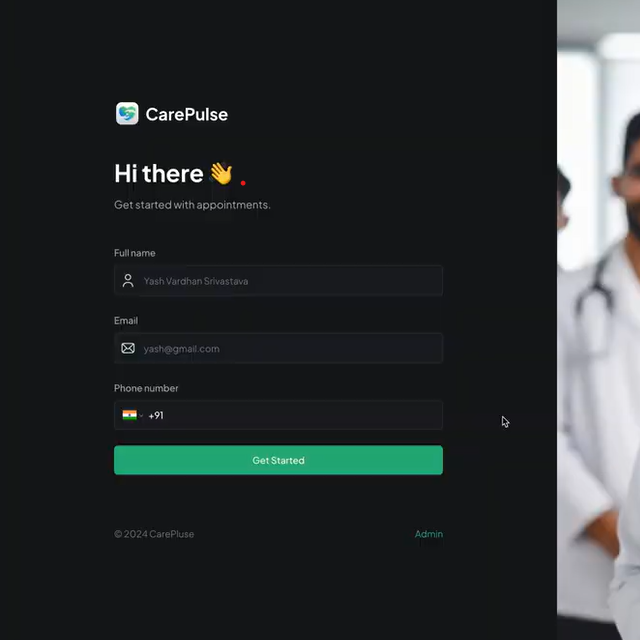 CarePulse
Hi there 👋
Get started with appointments.
Full name
Yash Vardhan Srivastava
Email
yash@gmail.com
Phone number
+91
Get Started
© 2024 CarePluse
Admin